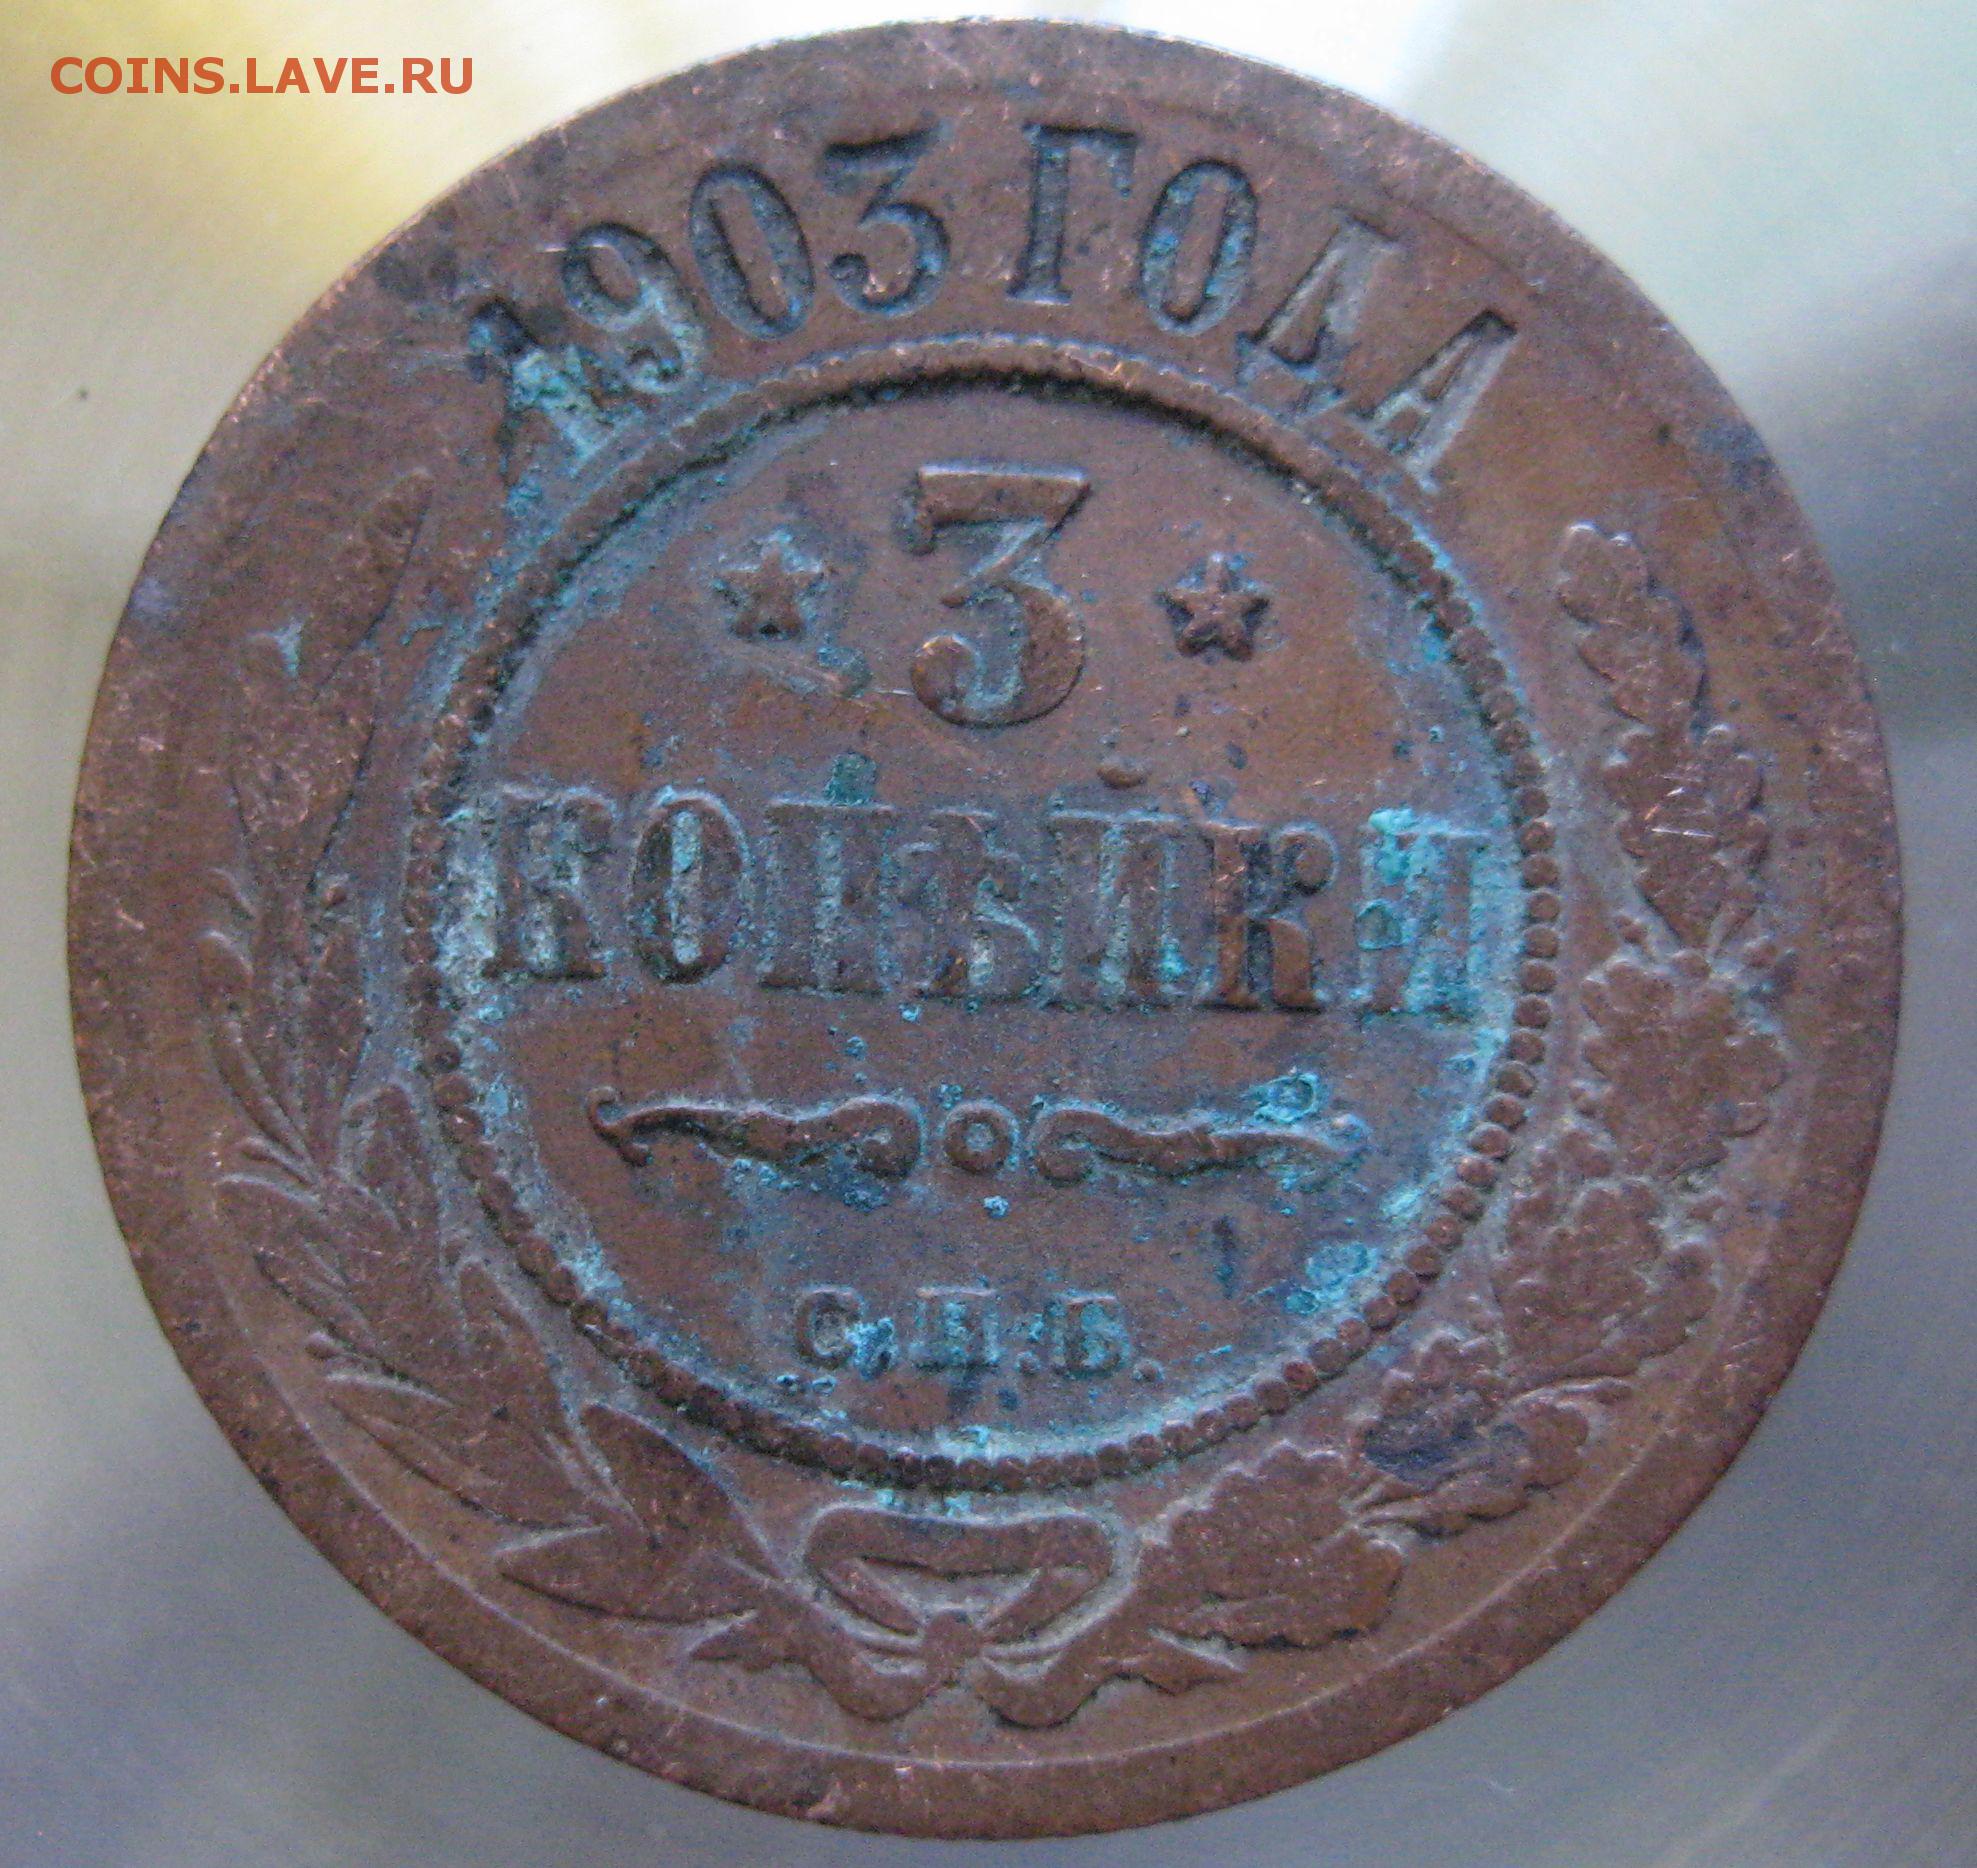 COINS.LAVE.RU
1903 ГОДА
3
КОПѢЙКИ
С.П.Б.